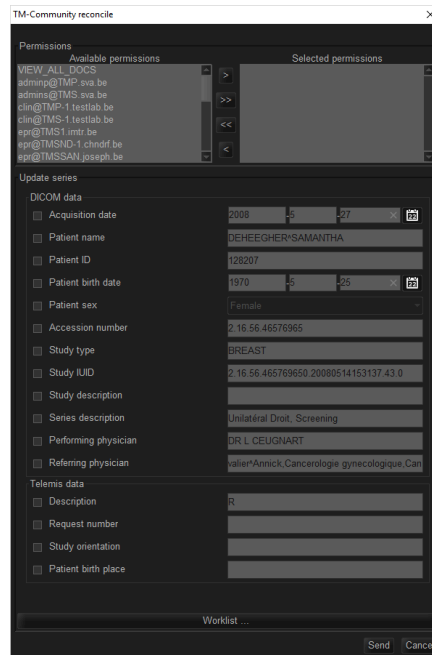 TM-Community reconcile
Permissions
Available permissions
Selected permissions
VIEW_ALL_DOCS
adminp@TMP.sva.be
admins@TMS.sva.be
clin@TMP-1.testlab.be
clin@TMS-1.testlab.be
epr@TMS1.imtr.be
epr@TMSND-1.chndrf.be
epr@TMSSAN.joseph.be
>
>>
<<
<
Update series
DICOM data
Acquisition date 2008 -5 -27
Patient name DEHEEGHER^SAMANTHA
Patient ID 128207
Patient birth date 1970 -5 -25
Patient sex Female
Accession number 2.16.56.46576965
Study type BREAST
Study IUID 2.16.56.465769650.20080514153137.43.0
Study description
Series description Unilatéral Droit, Screening
Performing physician DR L CEUGNART
Referring physician valier^Annick,Cancerologie gynecologique,Can
Telemis data
Description R
Request number
Study orientation
Patient birth place
Worklist ...
Send Cance